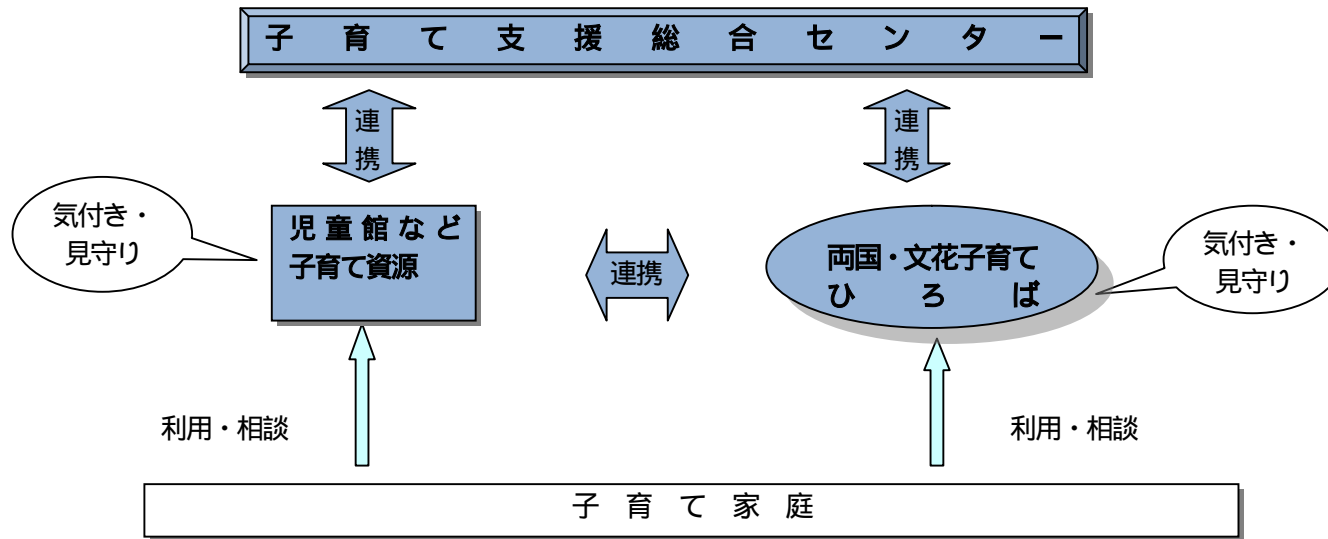 子育て支援総合センター
連
携
連
携
気付き・
見守り
児童館など
子育て資源
連携
両国・文花子育て
ひろば
気付き・
見守り
利用・相談
利用・相談
子育て家庭